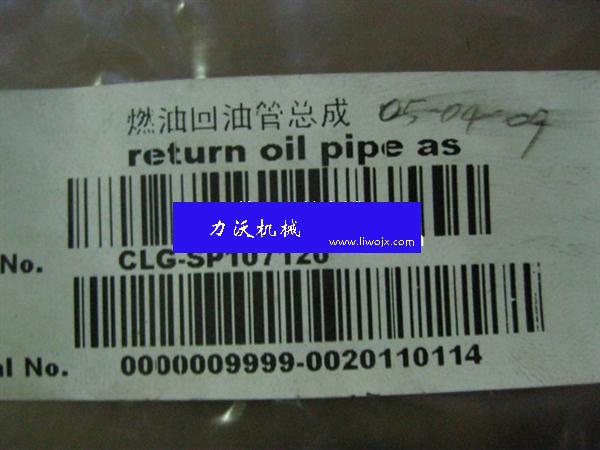 燃油回油管总成 05-04-09
return oil pipe as
力沃机械
www.liwojx.com
No. CLG-SP107120
al No. 0000009999-0020110114